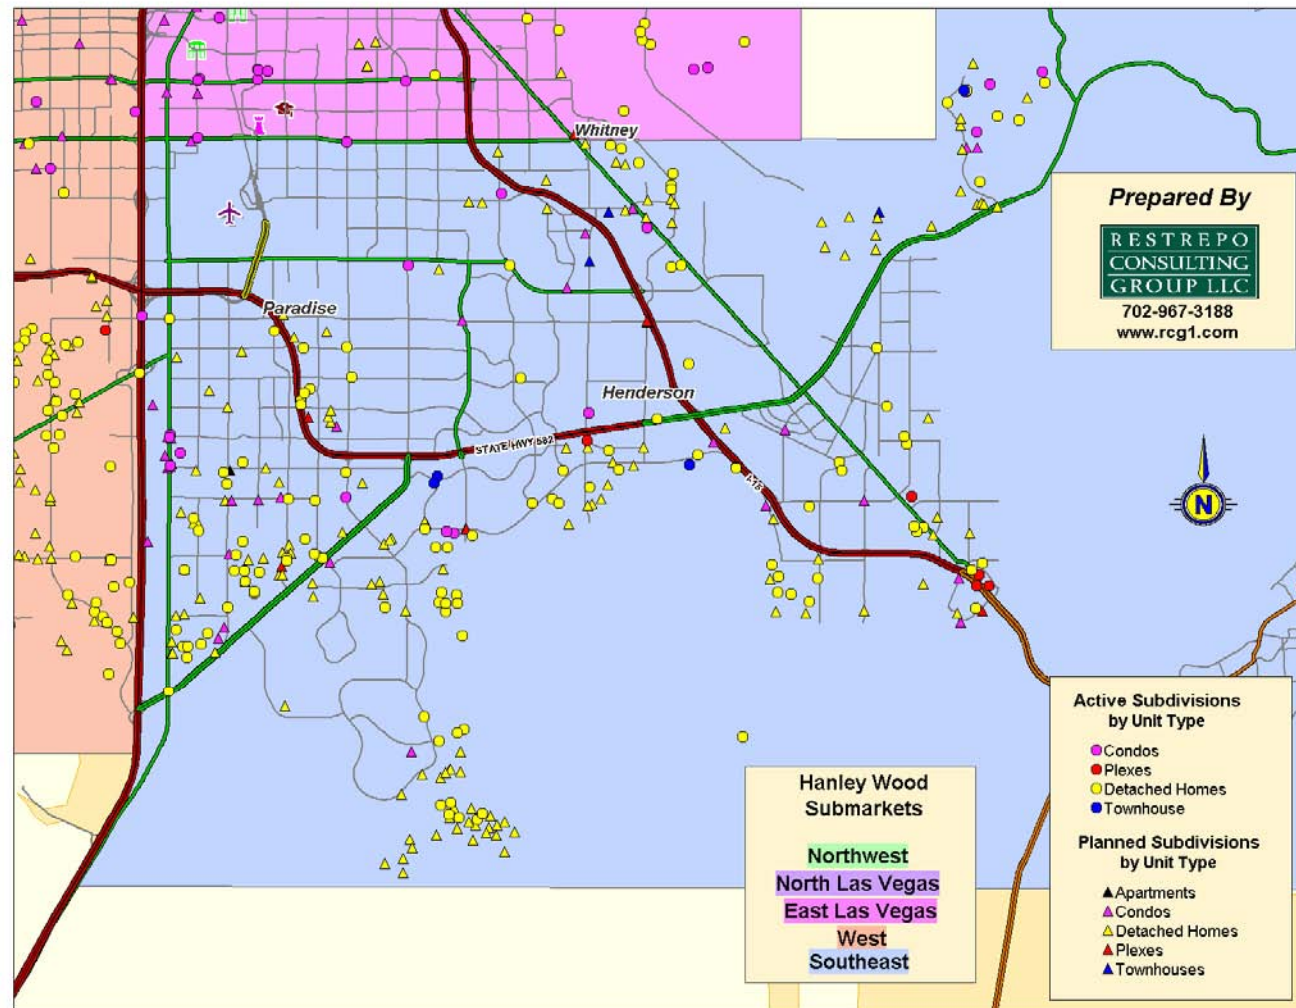 Whitney
Prepared By
RESTREPO
CONSULTING
GROUP LLC
702-967-3188
www.rcg1.com
Paradise
Henderson
STATE HWY 582
N
Active Subdivisions
by Unit Type
Condos
Plexes
Detached Homes
Townhouse
Planned Subdivisions
by Unit Type
Apartments
Condos
Detached Homes
Plexes
Townhouses
Hanley Wood
Submarkets
Northwest
North Las Vegas
East Las Vegas
West
Southeast